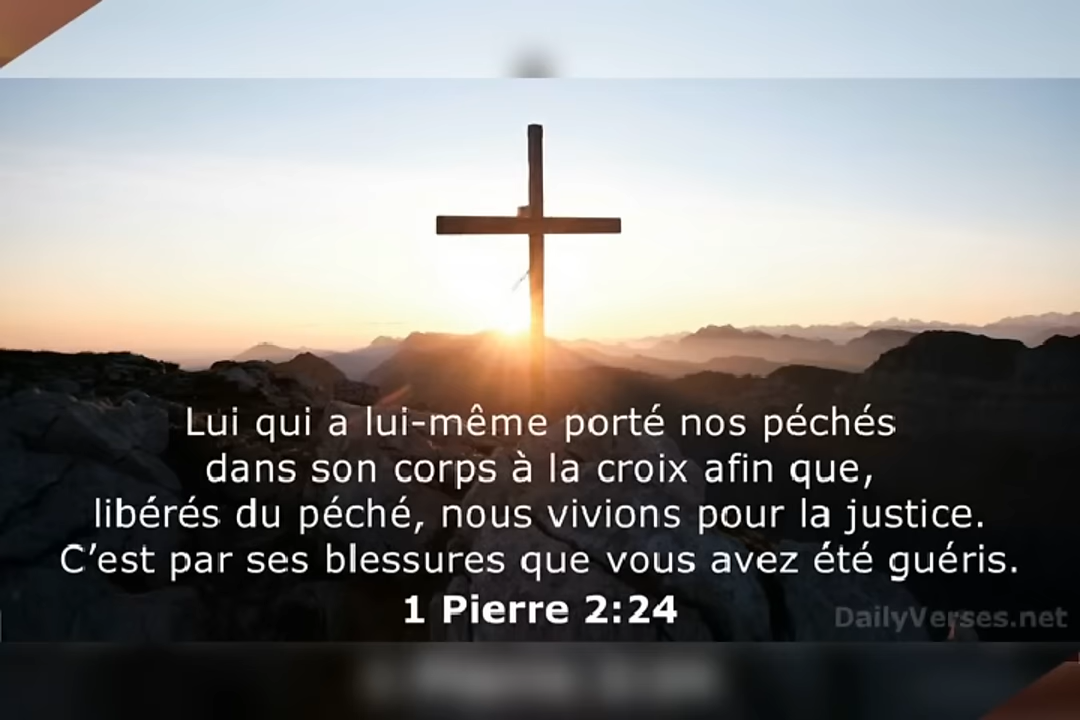 Lui qui a lui-même porté nos péchés
dans son corps à la croix afin que,
libérés du péché, nous vivions pour la justice.
C’est par ses blessures que vous avez été guéris.
1 Pierre 2:24
DailyVerses.net